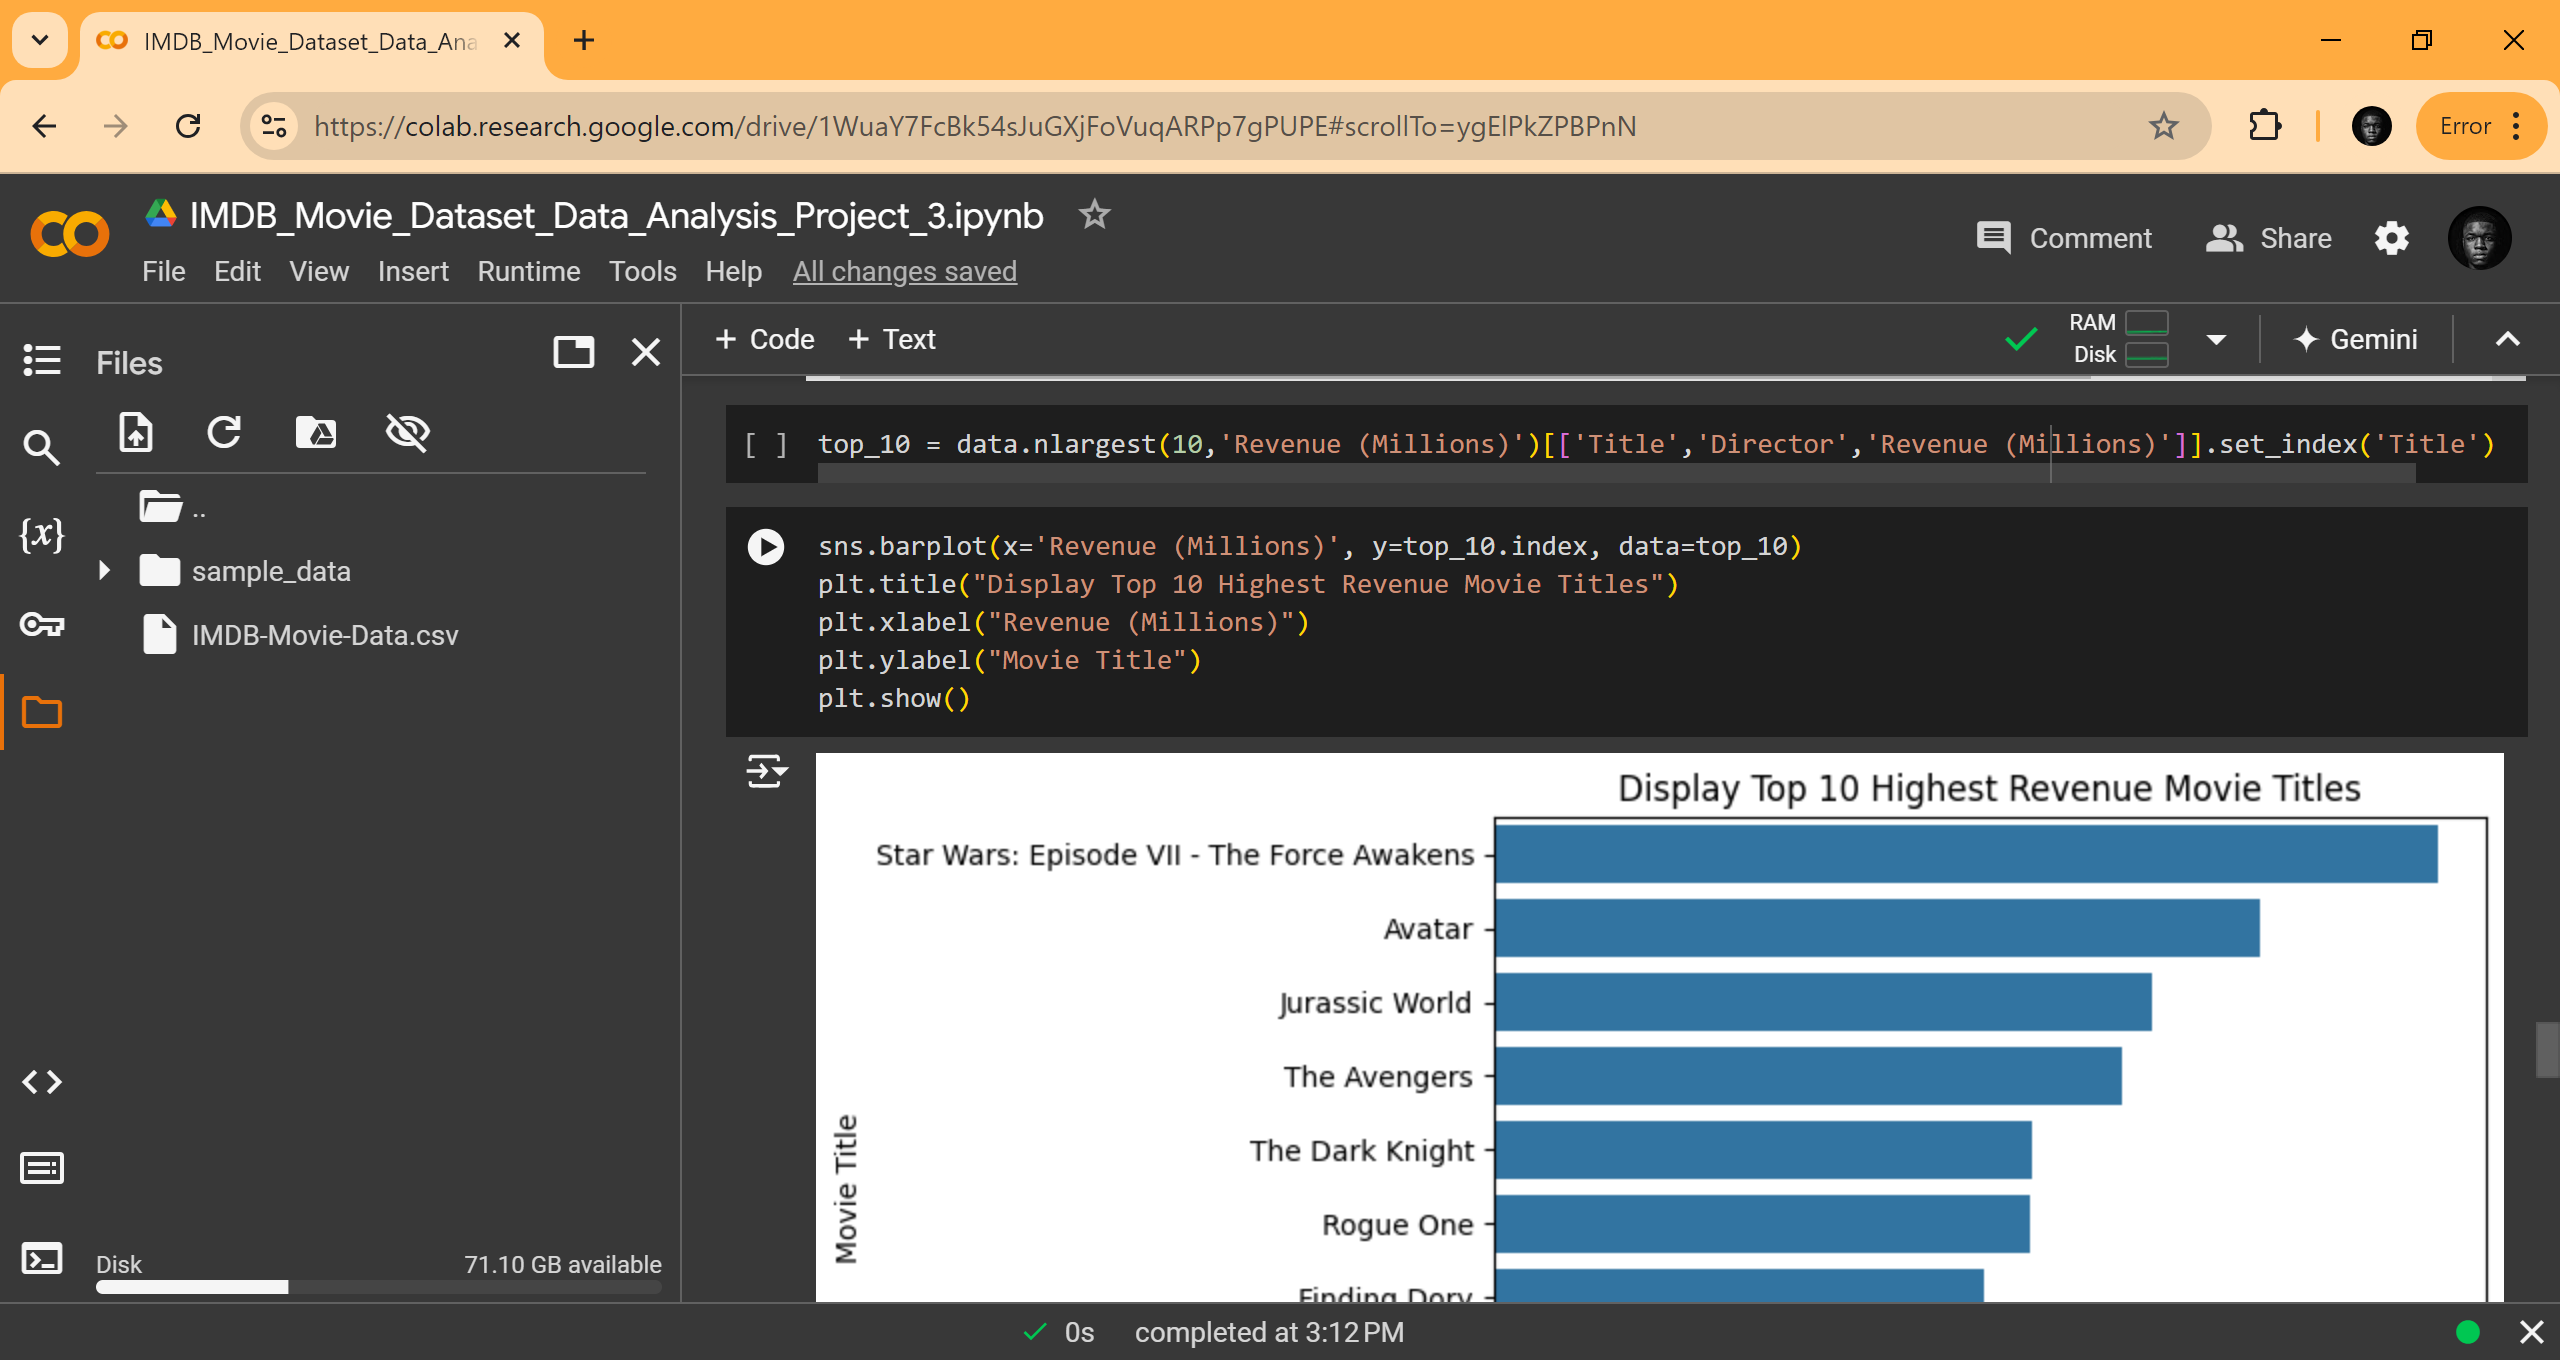 IMDB_Movie_Dataset_Data_Ana
https://colab.research.google.com/drive/1WuaY7FcBk54sJuGXjFoVuqARPp7gPUPE#scrollTo=ygElPkZPBPnN
Error
IMDB_Movie_Dataset_Data_Analysis_Project_3.ipynb
File Edit View Insert Runtime Tools Help All changes saved
Comment Share
Files
+ Code + Text
RAM
Disk
Gemini
..
sample_data
IMDB-Movie-Data.csv
Disk 71.10 GB available
[ ] top_10 = data.nlargest(10,'Revenue (Millions)')[['Title','Director','Revenue (Millions)']].set_index('Title')
sns.barplot(x='Revenue (Millions)', y=top_10.index, data=top_10)
plt.title("Display Top 10 Highest Revenue Movie Titles")
plt.xlabel("Revenue (Millions)")
plt.ylabel("Movie Title")
plt.show()
Display Top 10 Highest Revenue Movie Titles
Star Wars: Episode VII - The Force Awakens
Avatar
Jurassic World
The Avengers
The Dark Knight
Rogue One
Finding Dory
Movie Title
0s completed at 3:12 PM